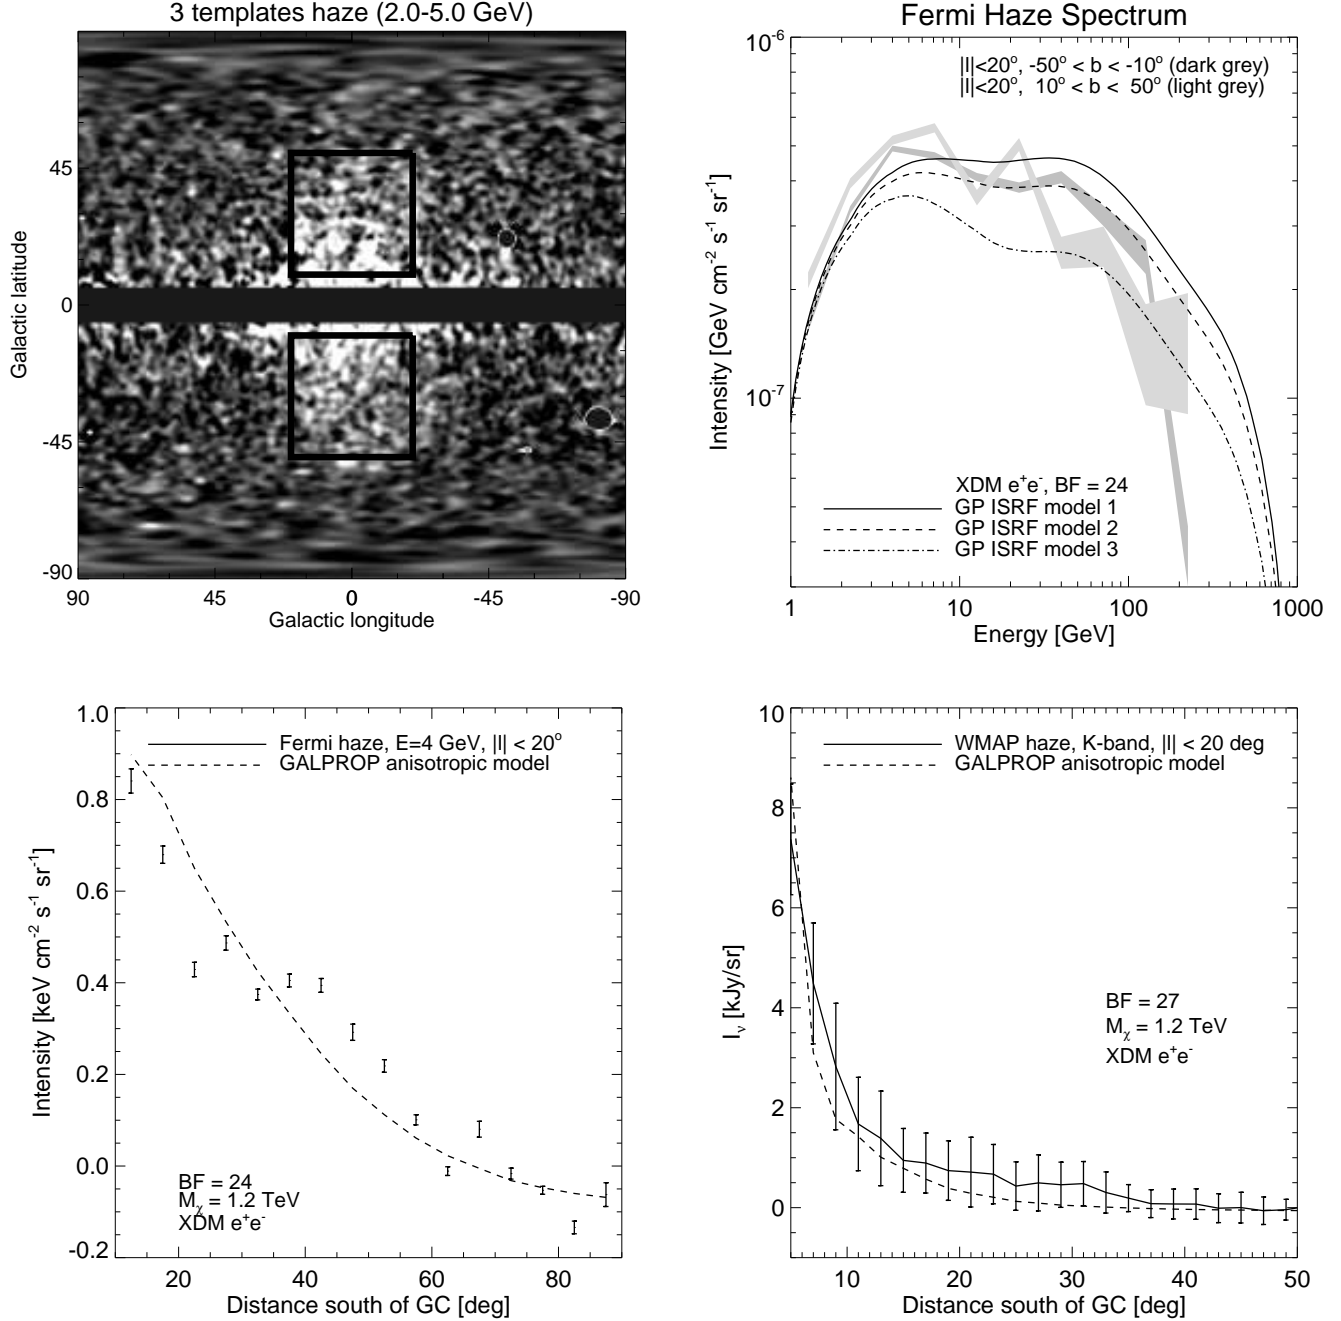 3 templates haze (2.0-5.0 GeV)
Galactic latitude
45
0
-45
-90
90
45
0
-45
-90
Galactic longitude
Fermi Haze Spectrum
|l|<20°, -50° < b < -10° (dark grey)
|l|<20°, 10° < b < 50° (light grey)
Intensity [GeV cm⁻² s⁻¹ sr⁻¹]
10⁻⁶
10⁻⁷
XDM e⁺e⁻, BF = 24
GP ISRF model 1
GP ISRF model 2
GP ISRF model 3
1
10
100
1000
Energy [GeV]
Intensity [keV cm⁻² s⁻¹ sr⁻¹]
1.0
0.8
0.6
0.4
0.2
0.0
-0.2
Fermi haze, E=4 GeV, |l| < 20°
GALPROP anisotropic model
BF = 24
Mᵪ = 1.2 TeV
XDM e⁺e⁻
20
40
60
80
Distance south of GC [deg]
Iᵥ [kJy/sr]
10
8
6
4
2
0
WMAP haze, K-band, |l| < 20 deg
GALPROP anisotropic model
BF = 27
Mᵪ = 1.2 TeV
XDM e⁺e⁻
10
20
30
40
50
Distance south of GC [deg]